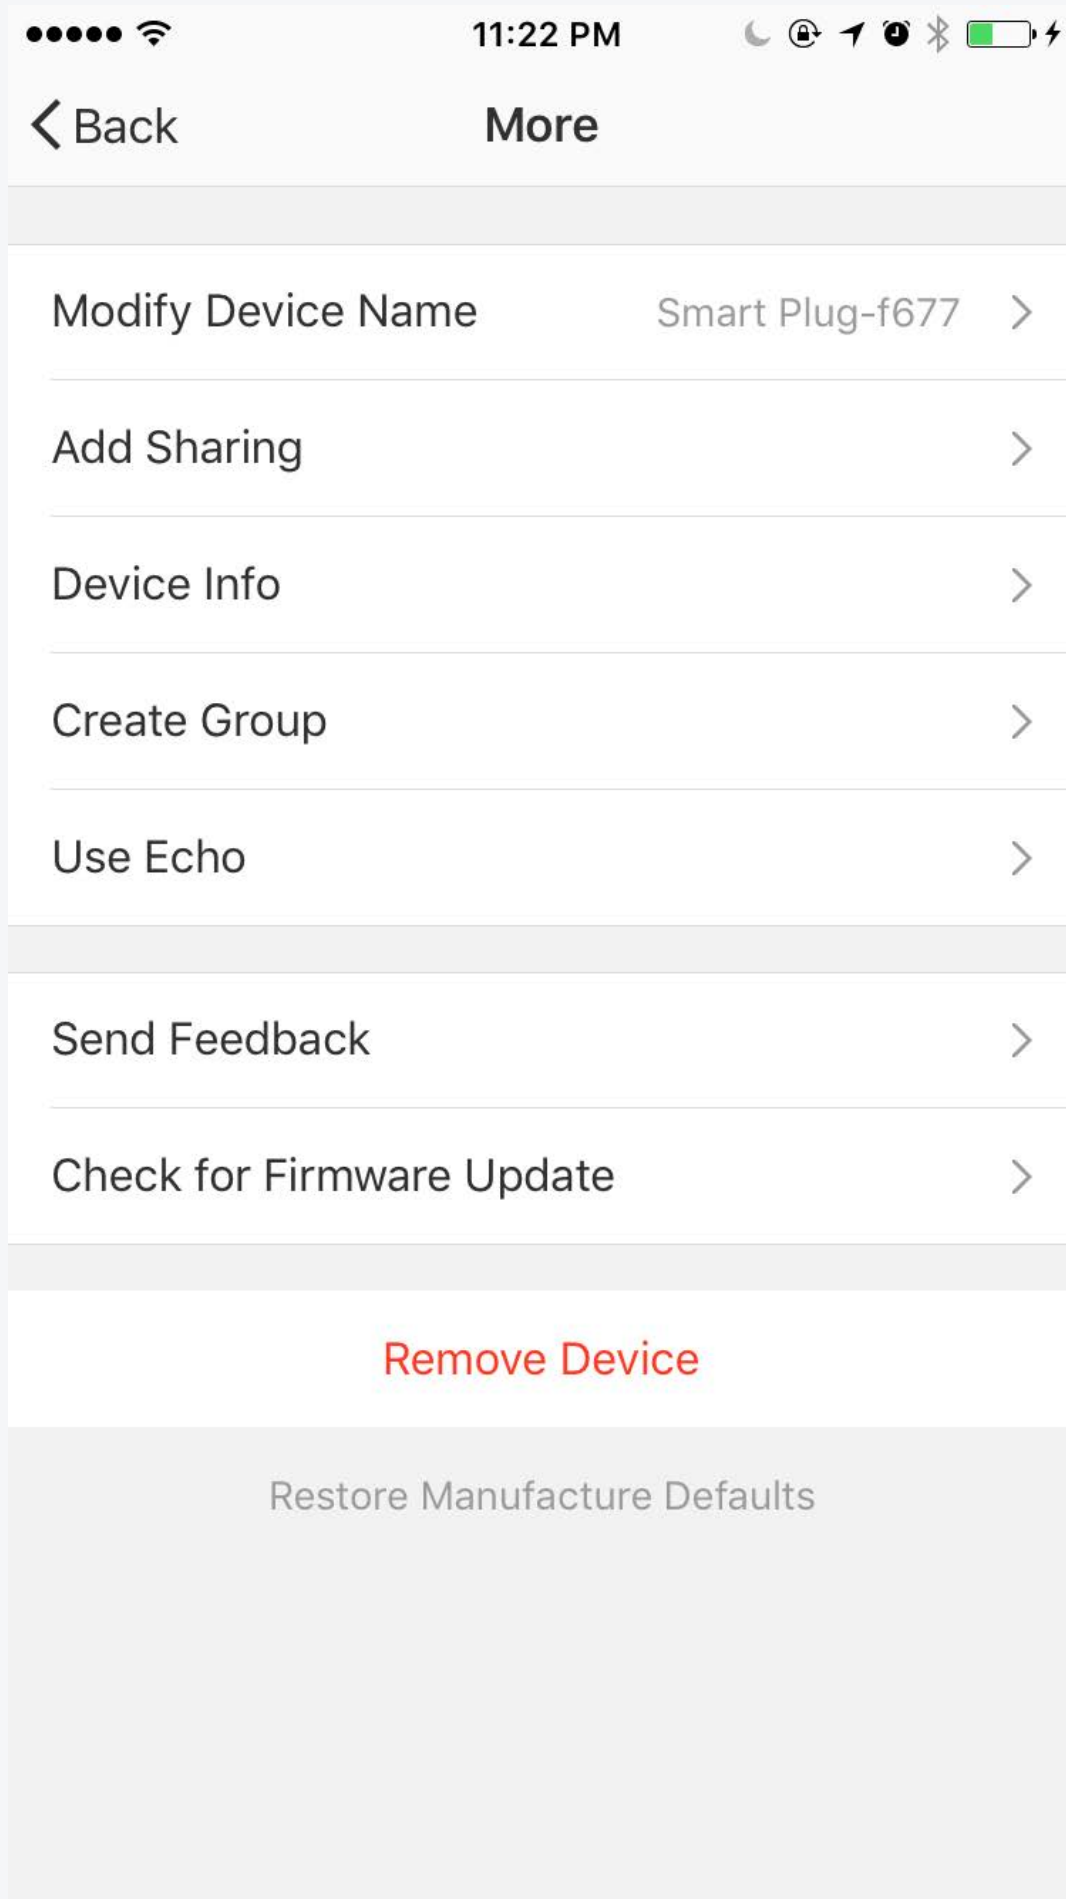 11:22 PM
Back
More
Modify Device Name Smart Plug-f677
Add Sharing
Device Info
Create Group
Use Echo
Send Feedback
Check for Firmware Update
Remove Device
Restore Manufacture Defaults